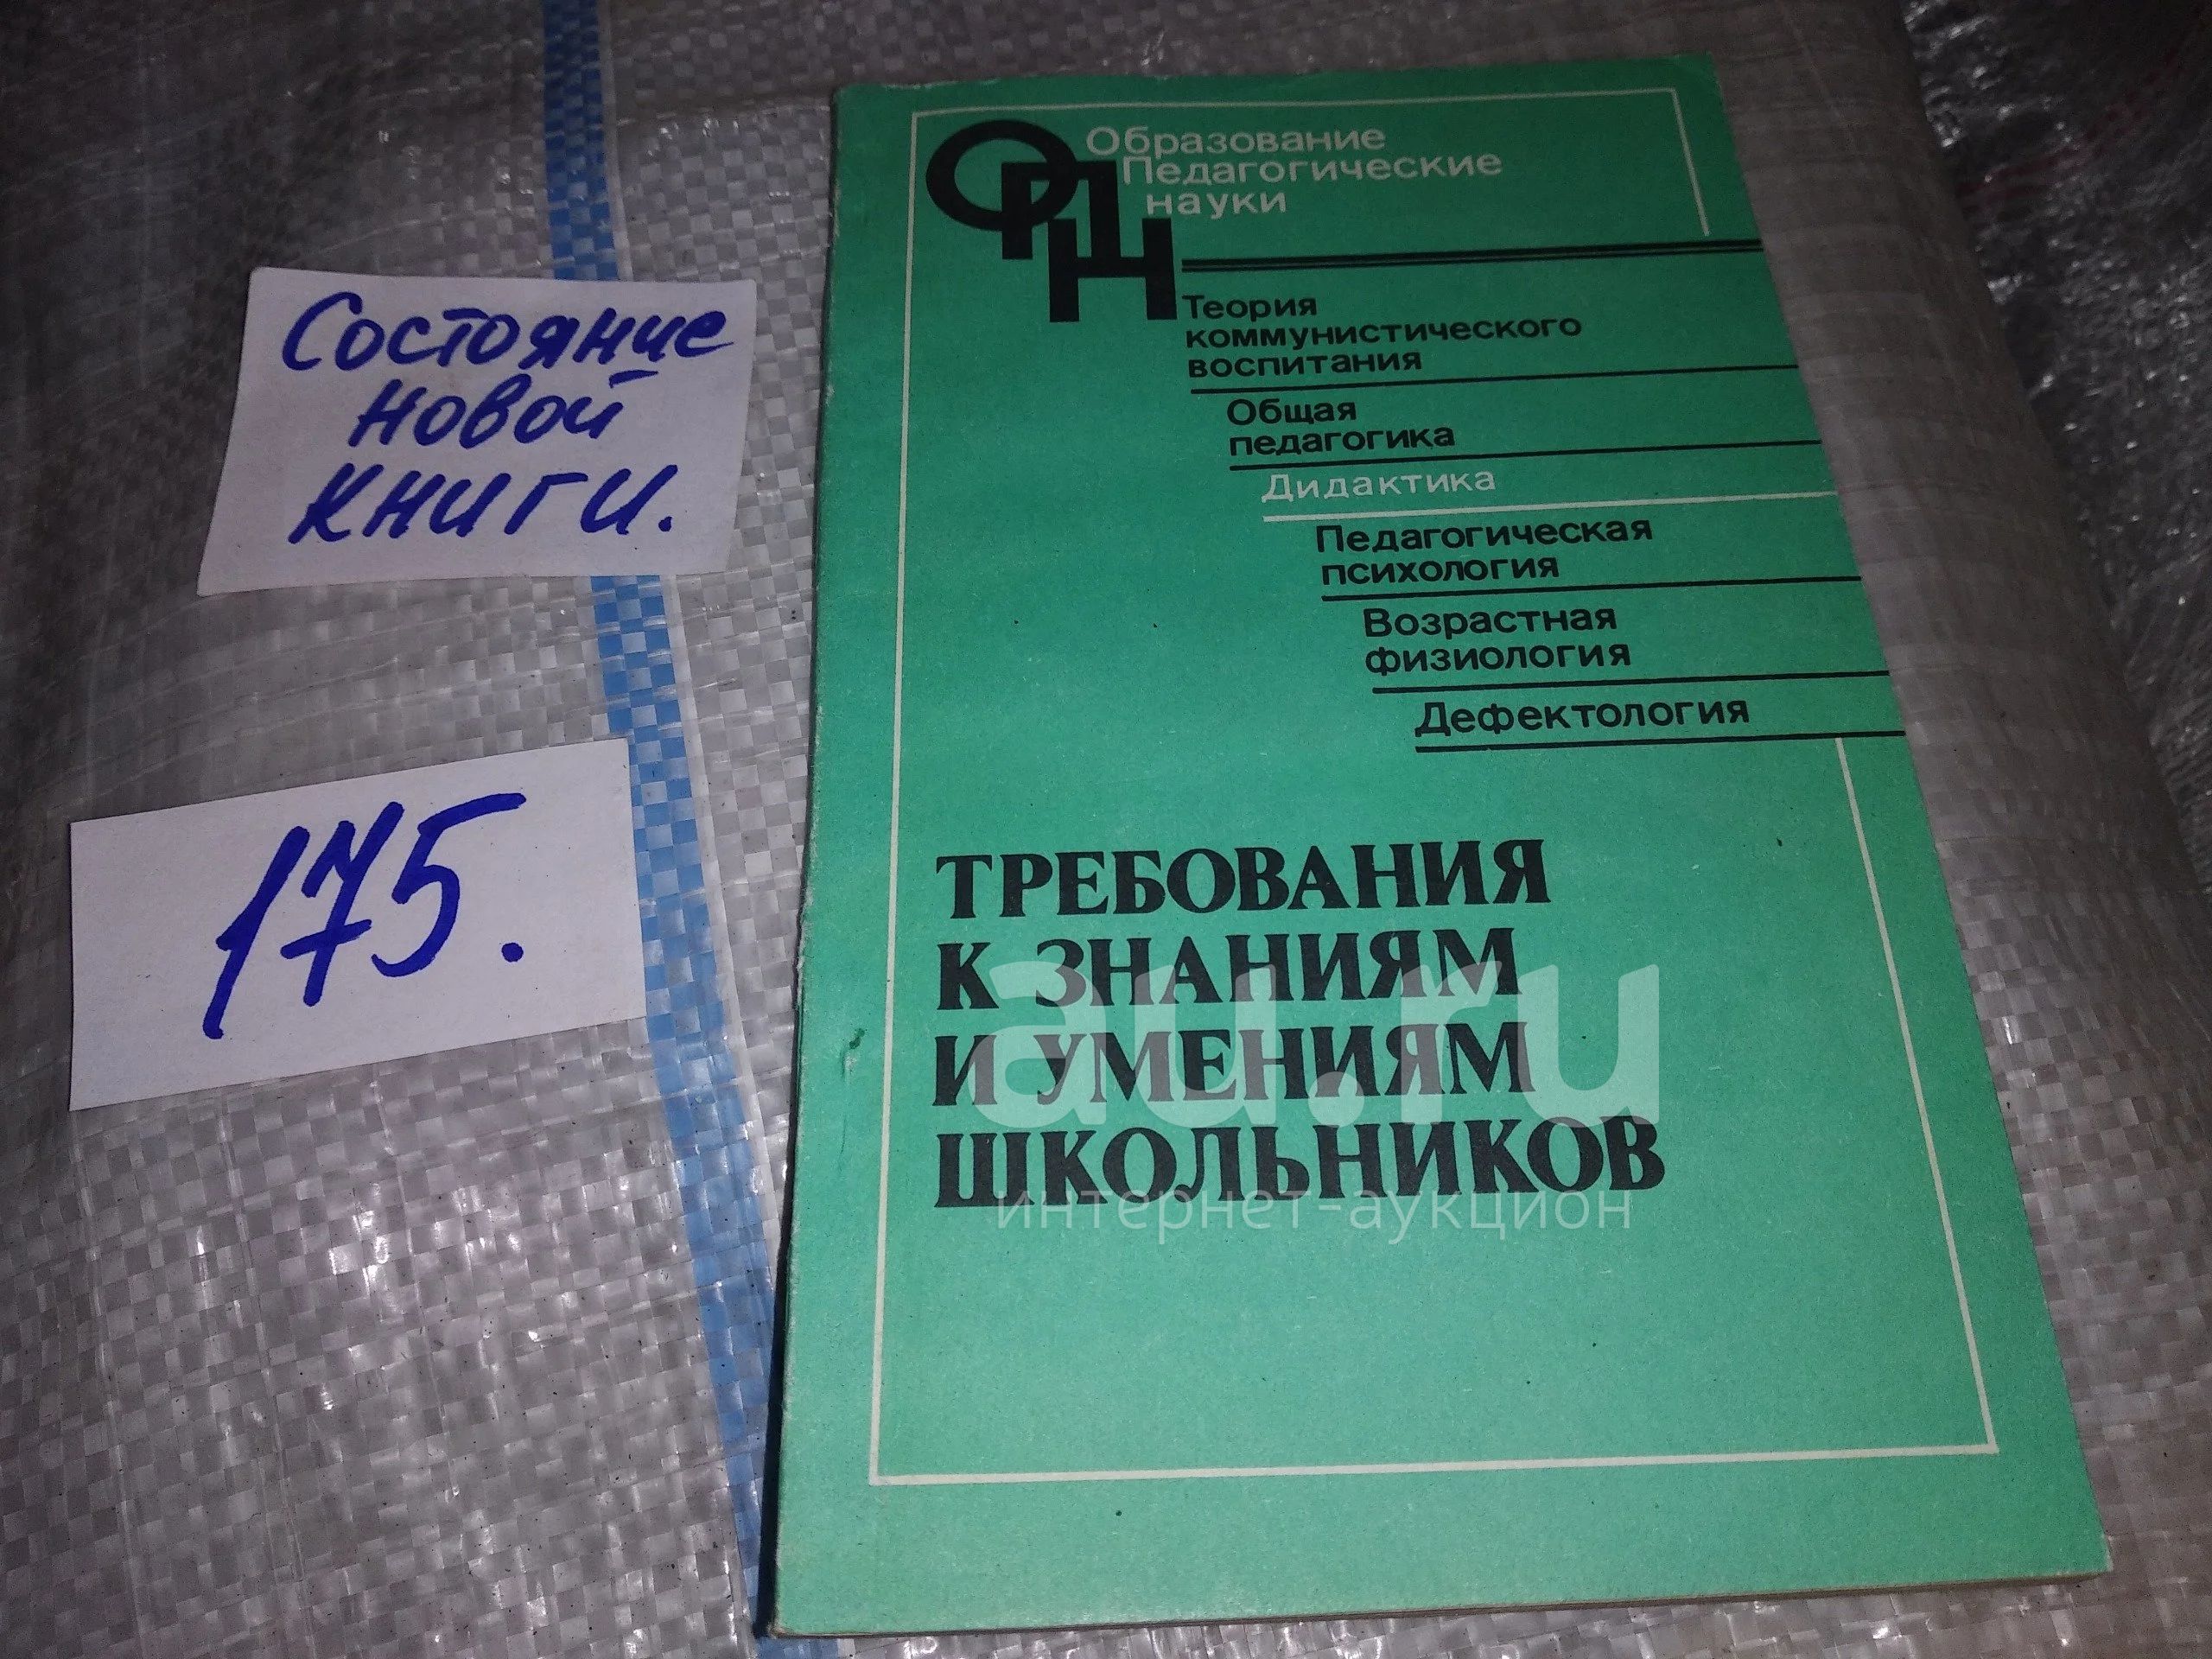 Состояние
новой
книги.
175.
ОПН
Образование
Педагогические
науки
Теория
коммунистического
воспитания
Общая
педагогика
Дидактика
Педагогическая
психология
Возрастная
физиология
Дефектология
ТРЕБОВАНИЯ
К ЗНАНИЯМ
И УМЕНИЯМ
ШКОЛЬНИКОВ
au.ru
интернет-аукцион